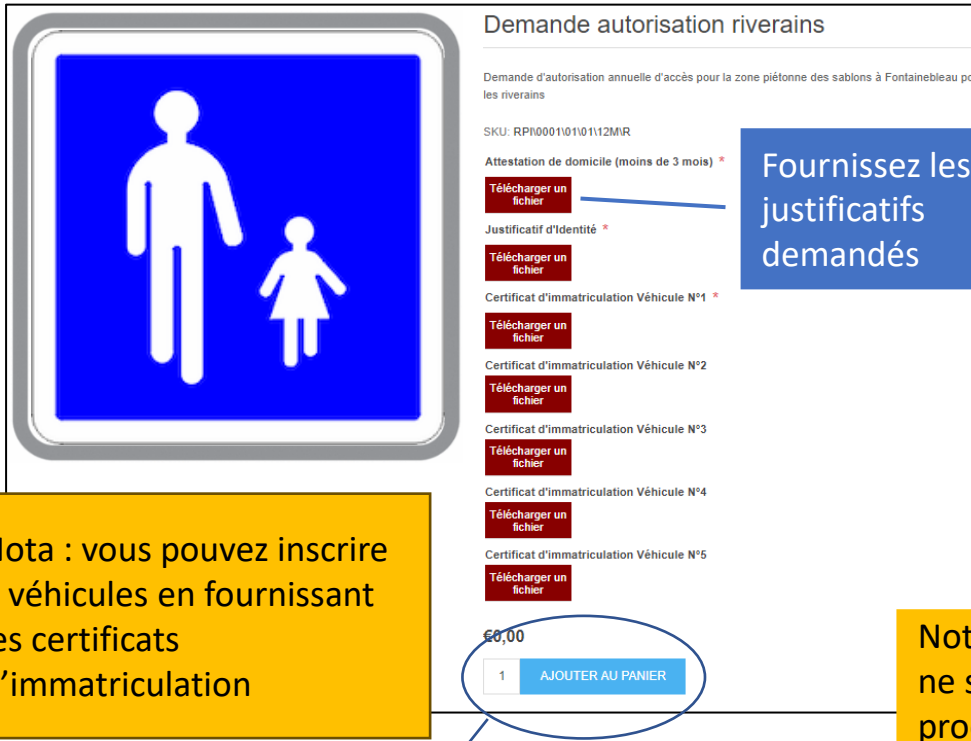 Demande autorisation riverains
Demande d'autorisation annuelle d'accès pour la zone piétonne des sablons à Fontainebleau
les riverains
SKU: RPI\0001\01\01\12M\R
Attestation de domicile (moins de 3 mois) *
Télécharger un
fichier
Fournissez les
justificatifs
demandés
Justificatif d'Identité *
Télécharger un
fichier
Certificat d'immatriculation Véhicule N°1 *
Télécharger un
fichier
Certificat d'immatriculation Véhicule N°2
Télécharger un
fichier
Certificat d'immatriculation Véhicule N°3
Télécharger un
fichier
Certificat d'immatriculation Véhicule N°4
Télécharger un
fichier
Certificat d'immatriculation Véhicule N°5
Télécharger un
fichier
€0,00
1 AJOUTER AU PANIER
: vous pouvez inscrire
véhicules en fournissant
certificats
d'immatriculation
ne